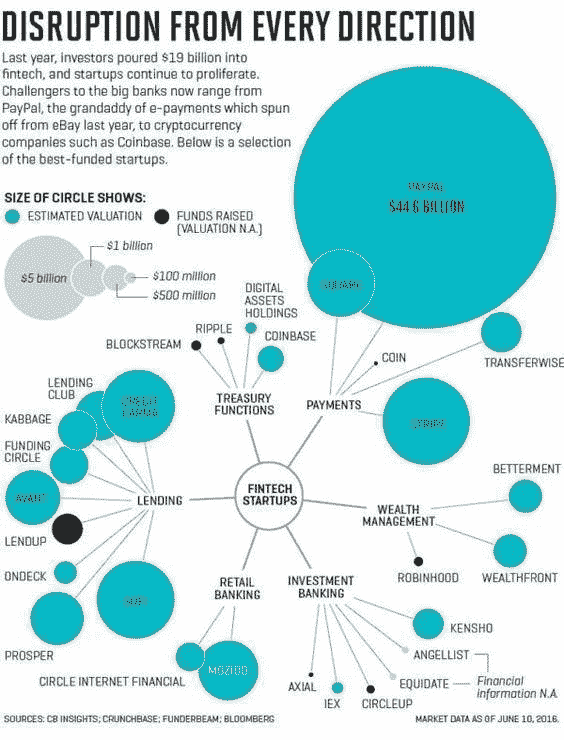 DISRUPTION FROM EVERY DIRECTION
Last year, investors poured $19 billion into
fintech, and startups continue to proliferate.
Challengers to the big banks now range from
PayPal, the grandaddy of e-payments which spun
off from eBay last year, to cryptocurrency
companies such as Coinbase. Below is a selection
of the best-funded startups.
SIZE OF CIRCLE SHOWS:
ESTIMATED VALUATION
FUNDS RAISED
(VALUATION N.A.)
$5 billion
$1 billion
$100 million
$500 million
PAYPAL
$44.6 BILLION
SQUARE
DIGITAL
ASSETS
HOLDINGS
RIPPLE
COINBASE
BLOCKSTREAM
COIN
TRANSFERWISE
TREASURY
FUNCTIONS
PAYMENTS
STRIPE
LENDING
CLUB
CREDIT
KARMA
KABBAGE
FUNDING
CIRCLE
AVANT
LENDING
LENDUP
ONDECK
SOFI
PROSPER
FINTECH
STARTUPS
BETTERMENT
WEALTH
MANAGEMENT
ROBINHOOD
WEALTHFRONT
RETAIL
BANKING
INVESTMENT
BANKING
KENSHO
ANGELLIST
MOZIDO
CIRCLE INTERNET FINANCIAL
AXIAL
IEX
CIRCLEUP
EQUIDATE
Financial
information N.A.
SOURCES: CB INSIGHTS; CRUNCHBASE; FUNDERBEAM; BLOOMBERG
MARKET DATA AS OF JUNE 10, 2016.